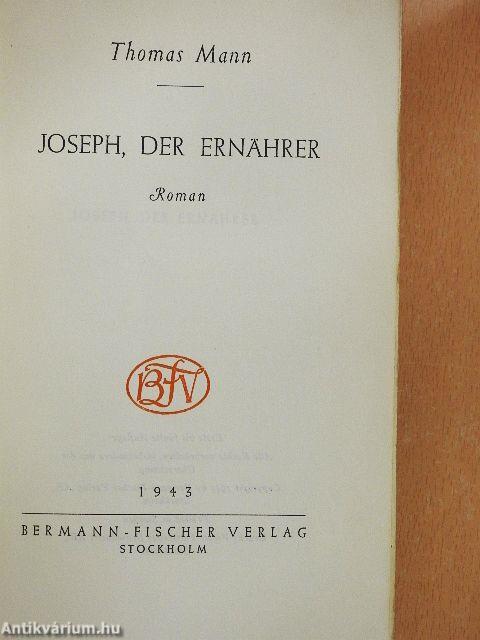 Thomas Mann
JOSEPH, DER ERNÄHRER
Roman
BFV
1943
BERMANN-FISCHER VERLAG
STOCKHOLM
Antikvárium.hu